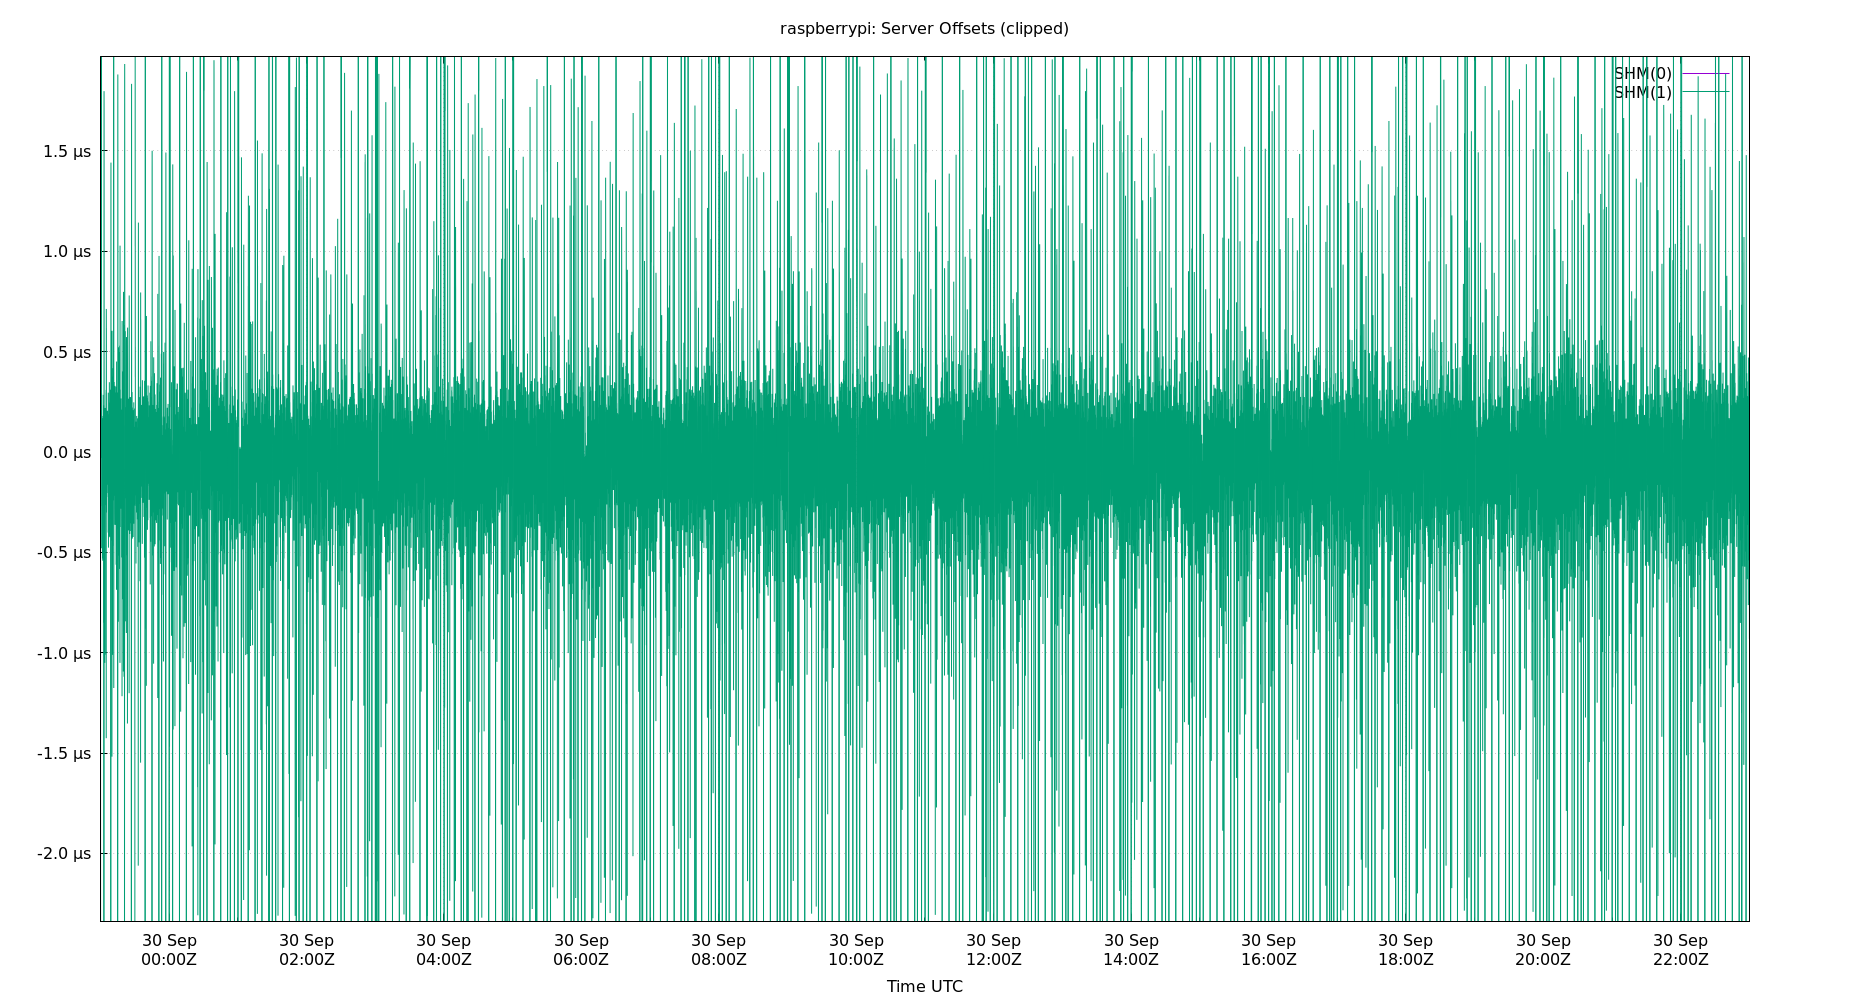 raspberrypi: Server Offsets (clipped)
SHM(0)
SHM(1)
1.5 µs
1.0 µs
0.5 µs
0.0 µs
-0.5 µs
-1.0 µs
-1.5 µs
-2.0 µs
30 Sep 30 Sep 30 Sep 30 Sep 30 Sep 30 Sep 30 Sep 30 Sep 30 Sep 30 Sep 30 Sep 30 Sep
00:00Z 02:00Z 04:00Z 06:00Z 08:00Z 10:00Z 12:00Z 14:00Z 16:00Z 18:00Z 20:00Z 22:00Z
Time UTC